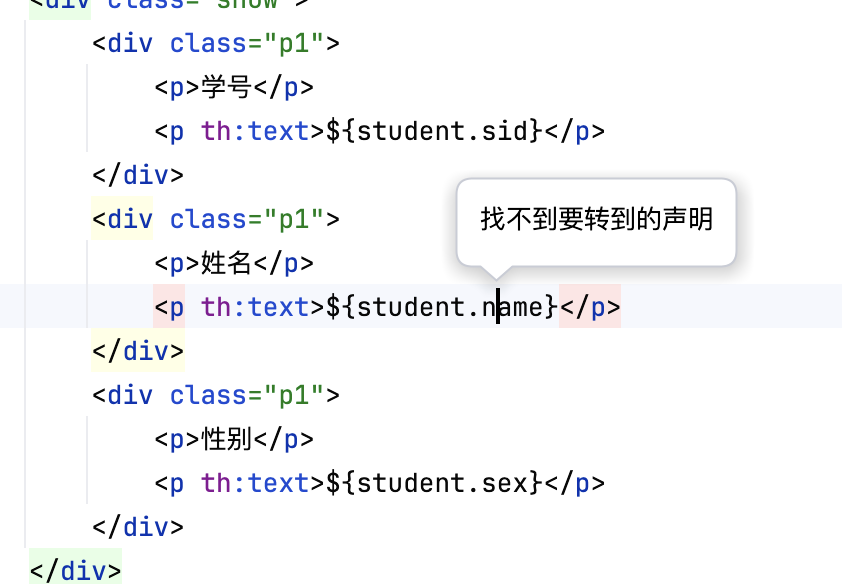 <div class="show">
<div class="p1">
<p>学号</p>
<p th:text>${student.sid}</p>
</div>
<div class="p1">
找不到要转到的声明
<p>姓名</p>
<p th:text>${student.name}</p>
</div>
<div class="p1">
<p>性别</p>
<p th:text>${student.sex}</p>
</div>
</div>